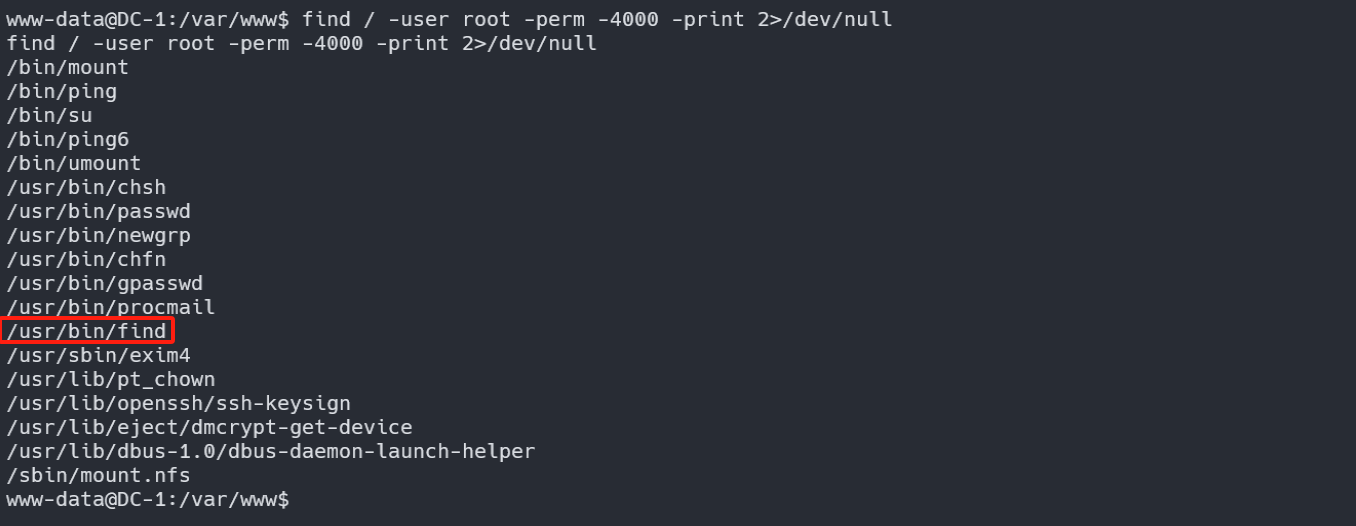 www-data@DC-1:/var/www$ find / -user root -perm -4000 -print 2>/dev/null
find / -user root -perm -4000 -print 2>/dev/null
/bin/mount
/bin/ping
/bin/su
/bin/ping6
/bin/umount
/usr/bin/chsh
/usr/bin/passwd
/usr/bin/newgrp
/usr/bin/chfn
/usr/bin/gpasswd
/usr/bin/procmail
/usr/bin/find
/usr/sbin/exim4
/usr/lib/pt_chown
/usr/lib/openssh/ssh-keysign
/usr/lib/eject/dmcrypt-get-device
/usr/lib/dbus-1.0/dbus-daemon-launch-helper
/sbin/mount.nfs
www-data@DC-1:/var/www$